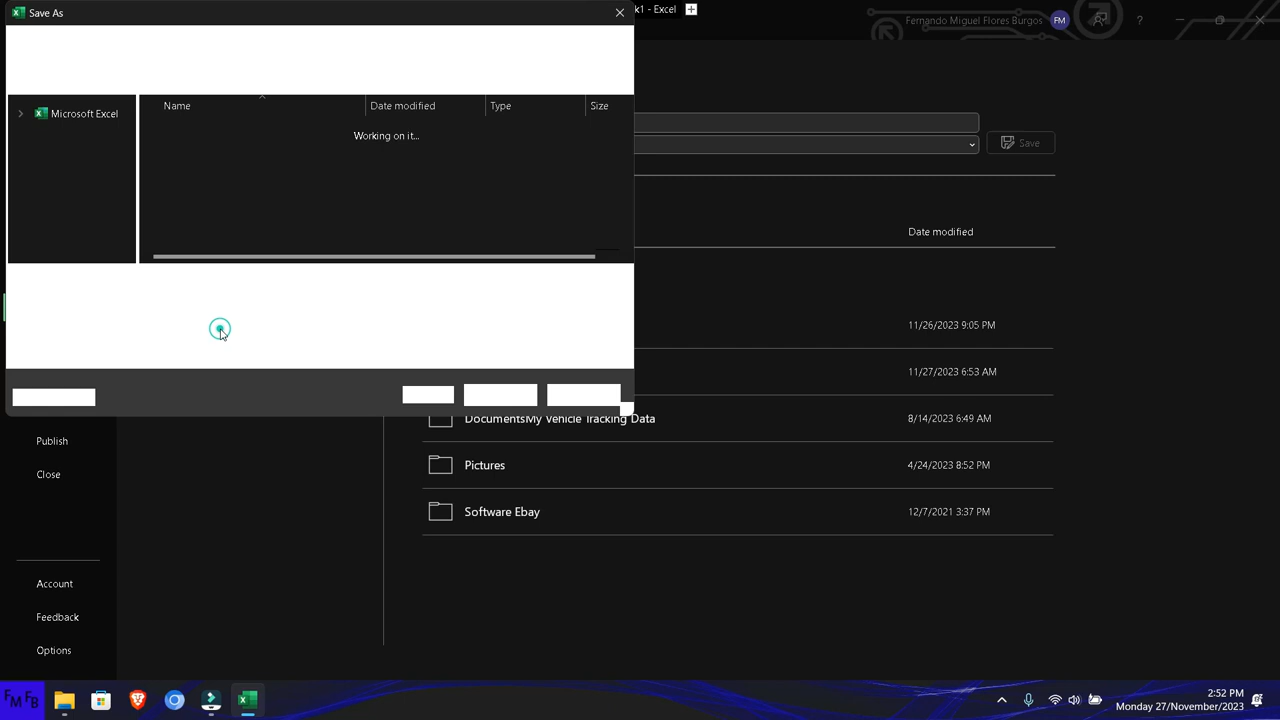 Save As
k1 - Excel
Fernando Miguel Flores Burgos FM
?
Name Date modified Type Size
Microsoft Excel
Working on it...
Save
Date modified
11/26/2023 9:05 PM
11/27/2023 6:53 AM
DocumentsMy Vehicle Tracking Data 8/14/2023 6:49 AM
Publish
Pictures 4/24/2023 8:52 PM
Close
Software Ebay 12/7/2021 3:37 PM
Account
Feedback
Options
FM FB
2:52 PM
Monday 27/November/2023